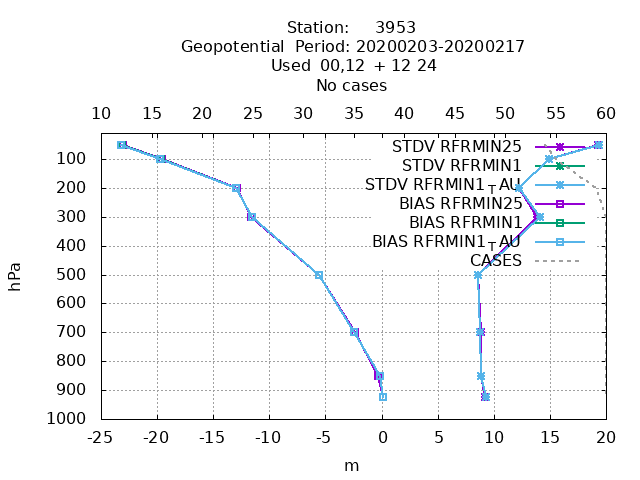 Station: 3953
Geopotential Period: 20200203-20200217
Used 00,12 + 12 24
No cases
10 15 20 25 30 35 40 45 50 55 60
STDV RFRMIN25
STDV RFRMIN1
STDV RFRMIN1TAU
BIAS RFRMIN25
BIAS RFRMIN1
BIAS RFRMIN1TAU
CASES
100
200
300
400
500
600
700
800
900
1000
hPa
-25 -20 -15 -10 -5 0 5 10 15 20
m